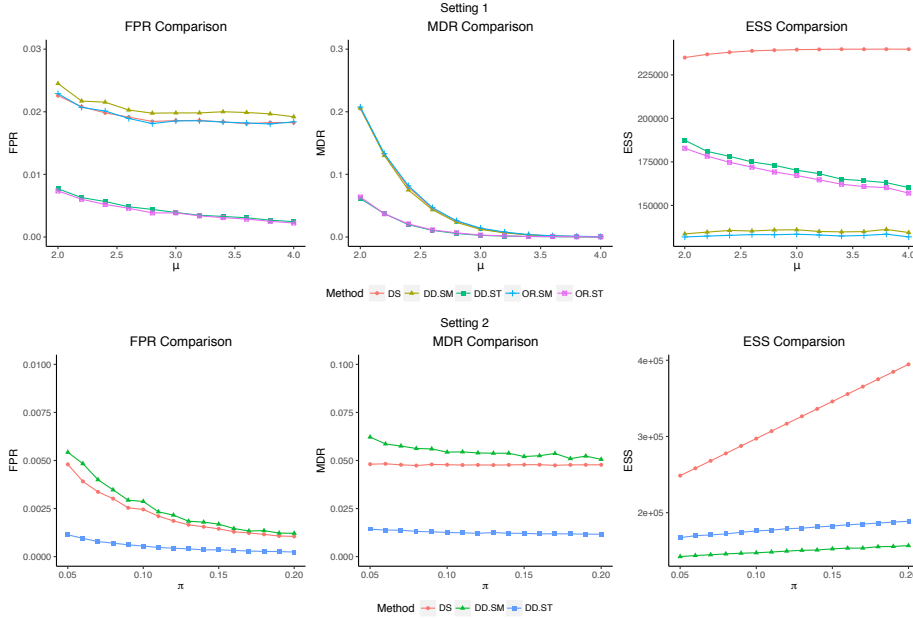 Setting 1
FPR Comparison
MDR Comparison
ESS Comparsion
0.03
0.02
0.01
0.00
FPR
2.0 2.5 3.0 3.5 4.0
μ
0.3
0.2
0.1
0.0
MDR
2.0 2.5 3.0 3.5 4.0
μ
225000
200000
175000
150000
ESS
2.0 2.5 3.0 3.5 4.0
μ
Method DS DD.SM DD.ST OR.SM OR.ST
Setting 2
FPR Comparison
MDR Comparison
ESS Comparsion
0.0100
0.0075
0.0050
0.0025
0.0000
FPR
0.05 0.10 0.15 0.20
π
0.100
0.075
0.050
0.025
0.000
MDR
0.05 0.10 0.15 0.20
π
4e+05
3e+05
2e+05
ESS
0.05 0.10 0.15 0.20
π
Method DS DD.SM DD.ST